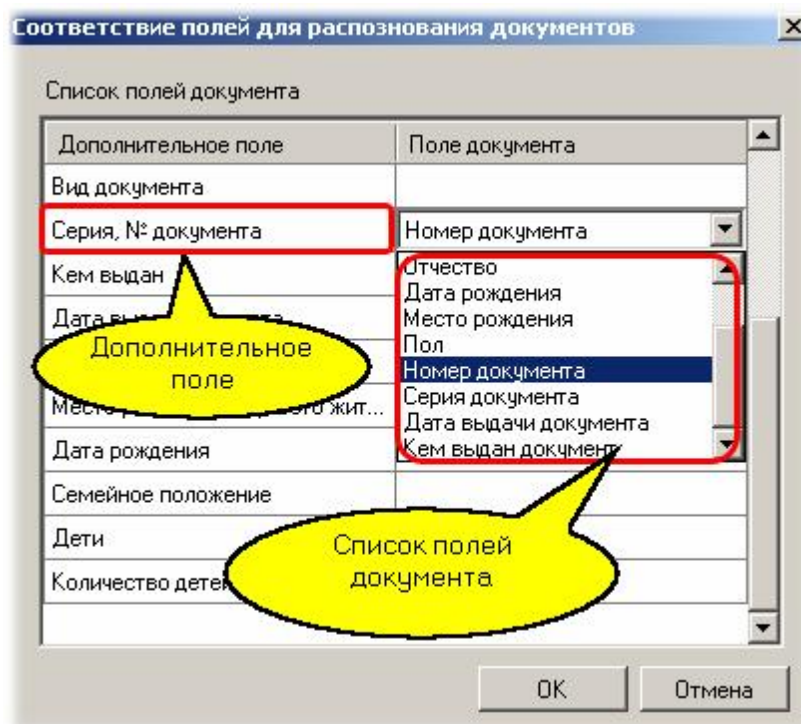 Соответствие полей для распознования документов
Список полей документа
Дополнительное поле Поле документа
Вид документа
Серия, № документа Номер документа
Кем выдан Отчество
Дата рождения
Дата Место рождения
Дополнительное поле
Пол
Номер документа
Серия документа
жит... Дата выдачи документа
Дата рождения Кем выдан документ
Семейное положение
Дети
Список полей документа
Количество детей
OK Отмена